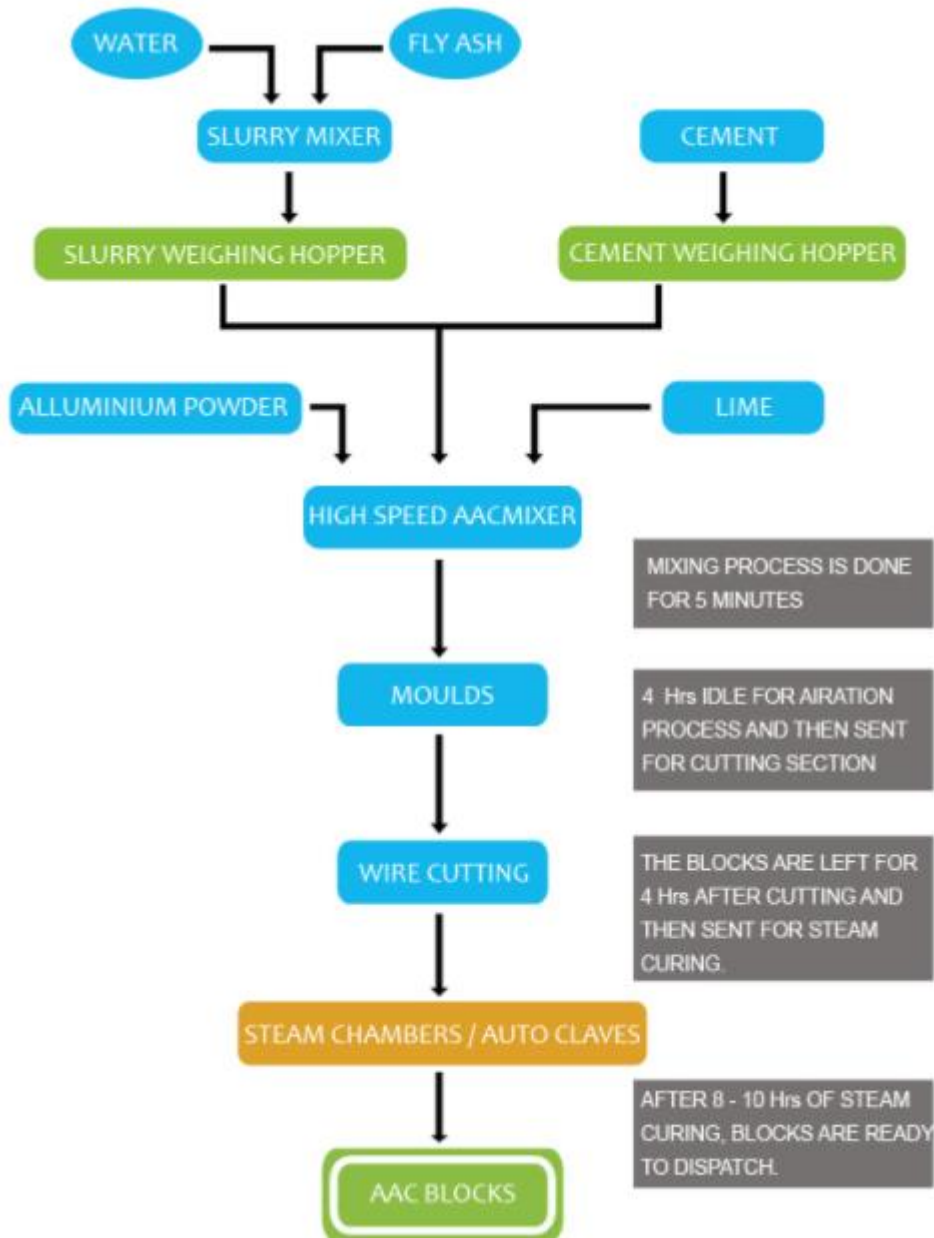 WATER
FLY ASH
SLURRY MIXER
CEMENT
SLURRY WEIGHING HOPPER
CEMENT WEIGHING HOPPER
ALLUMINIUM POWDER
LIME
HIGH SPEED AACMIXER
MIXING PROCESS IS DONE
FOR 5 MINUTES
MOULDS
4 Hrs IDLE FOR AIRATION
PROCESS AND THEN SENT
FOR CUTTING SECTION
WIRE CUTTING
THE BLOCKS ARE LEFT FOR
4 Hrs AFTER CUTTING AND
THEN SENT FOR STEAM
CURING.
STEAM CHAMBERS / AUTO CLAVES
AFTER 8 - 10 Hrs OF STEAM
CURING, BLOCKS ARE READY
TO DISPATCH.
AAC BLOCKS